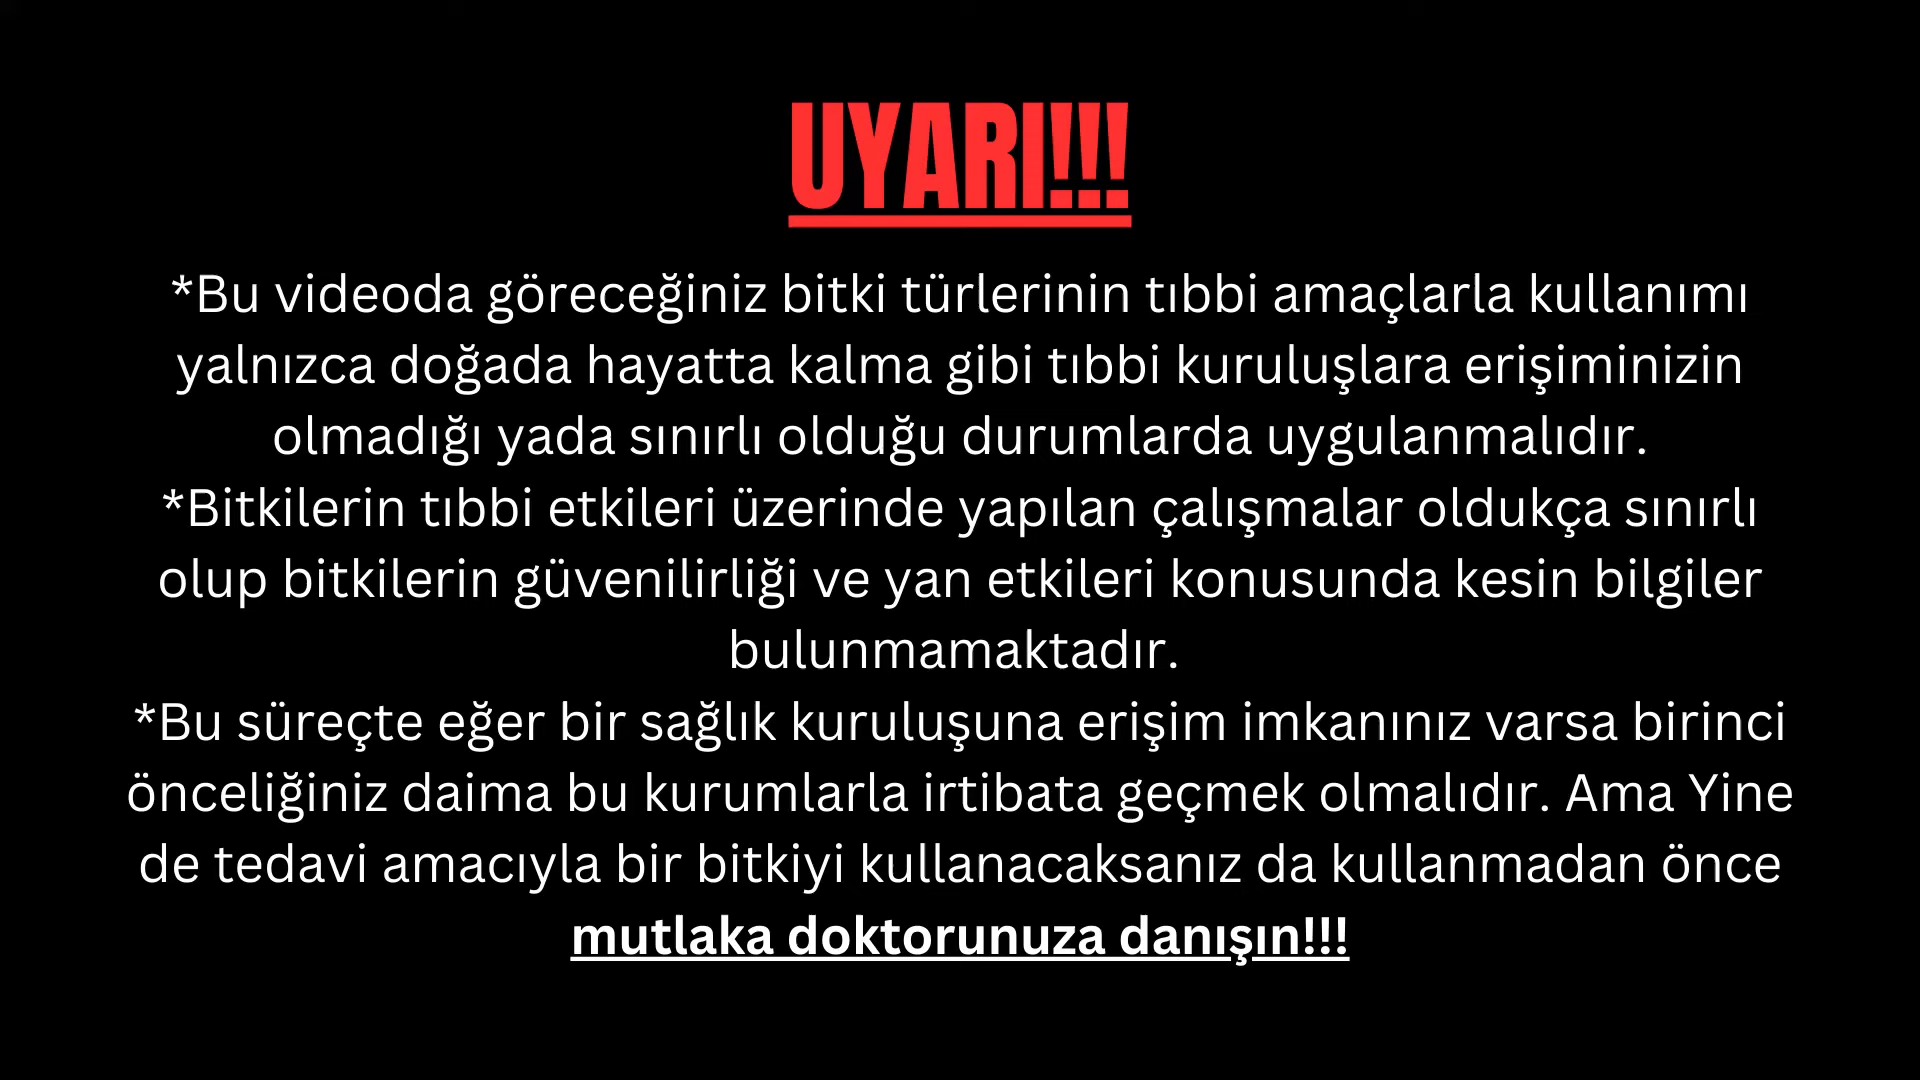 UYARI!!!
*Bu videoda göreceğiniz bitki türlerinin tıbbi amaçlarla kullanımı
yalnızca doğada hayatta kalma gibi tıbbi kuruluşlara erişiminizin
olmadığı yada sınırlı olduğu durumlarda uygulanmalıdır.
*Bitkilerin tıbbi etkileri üzerinde yapılan çalışmalar oldukça sınırlı
olup bitkilerin güvenilirliği ve yan etkileri konusunda kesin bilgiler
bulunmamaktadır.
*Bu süreçte eğer bir sağlık kuruluşuna erişim imkanınız varsa birinci
önceliğiniz daima bu kurumlarla irtibata geçmek olmalıdır. Ama Yine
de tedavi amacıyla bir bitkiyi kullanacaksanız da kullanmadan önce
mutlaka doktorunuza danışın!!!